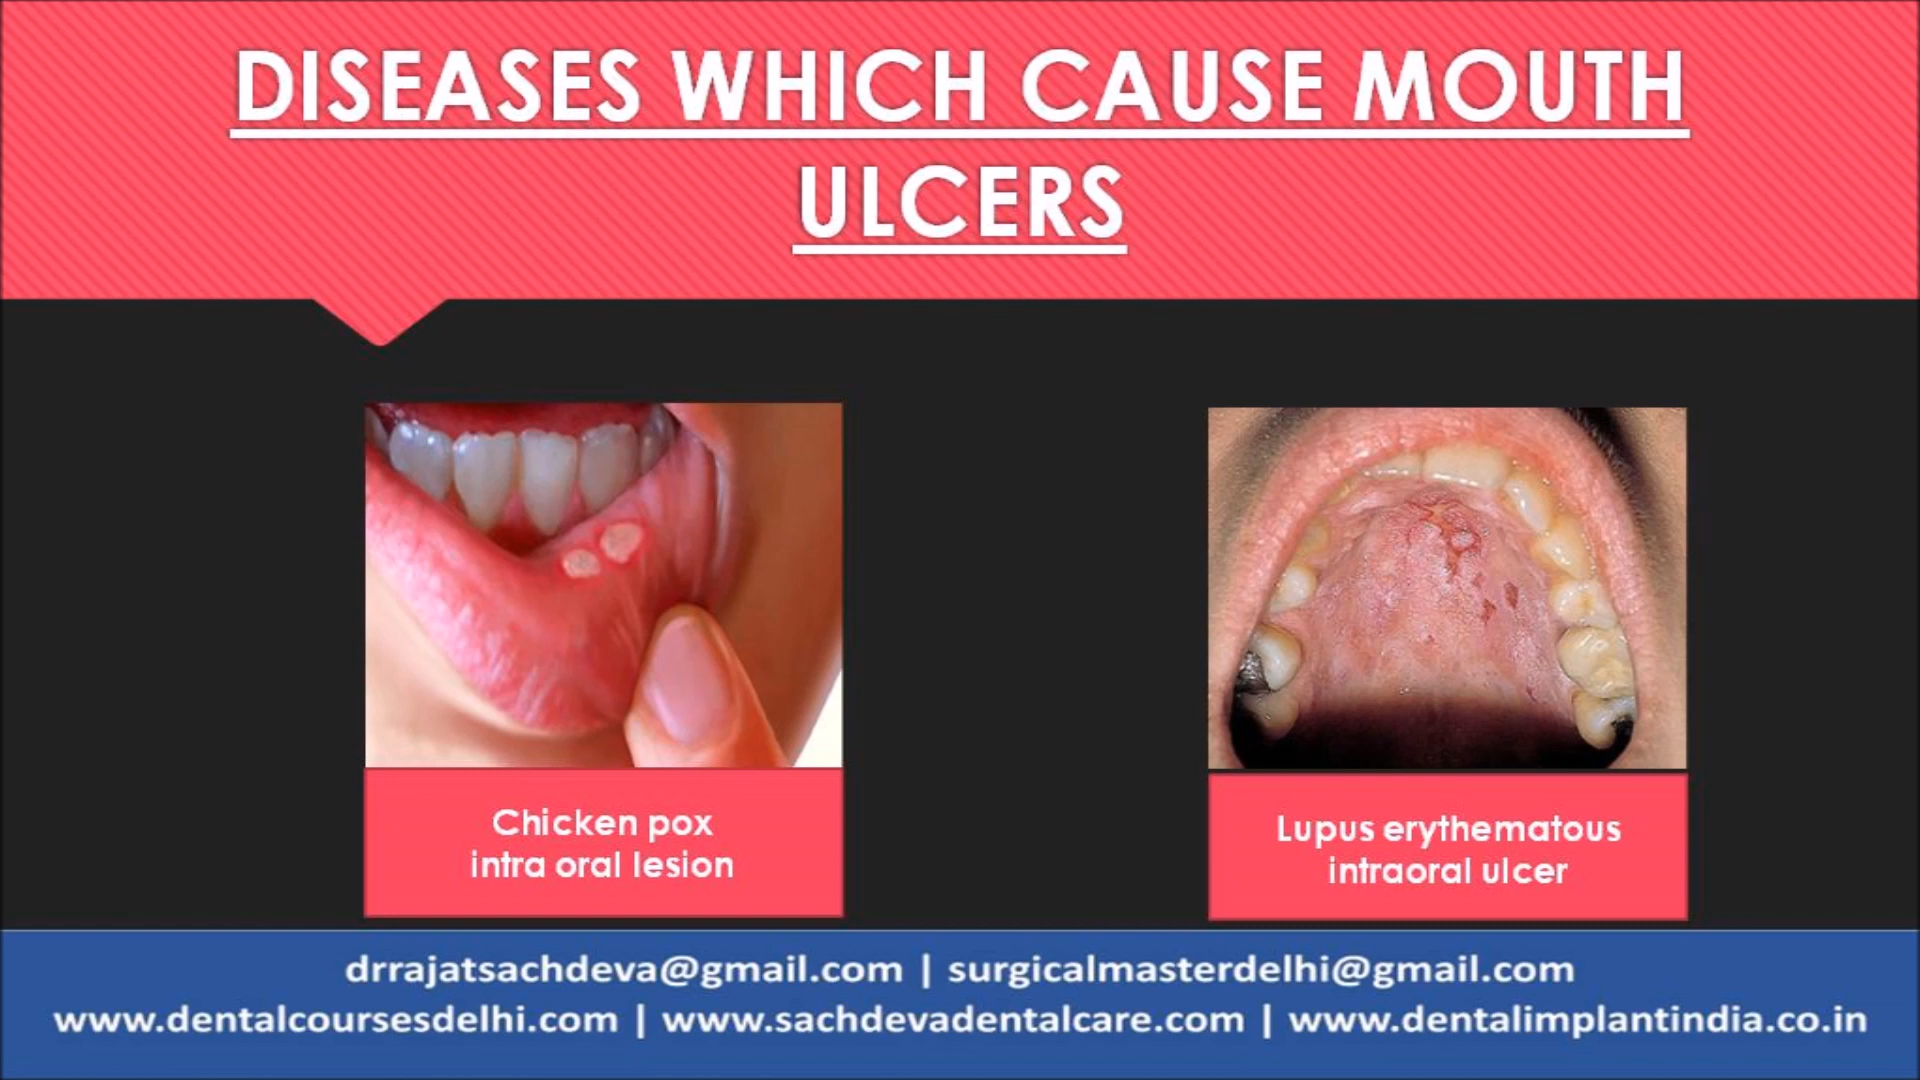 DISEASES WHICH CAUSE MOUTH
ULCERS
Chicken pox
intra oral lesion
Lupus erythematous
intraoral ulcer
drrajatsachdeva@gmail.com | surgicalmasterdelhi@gmail.com
www.dentalcoursesdelhi.com | www.sachdevadentalcare.com | www.dentalimplantindia.co.in